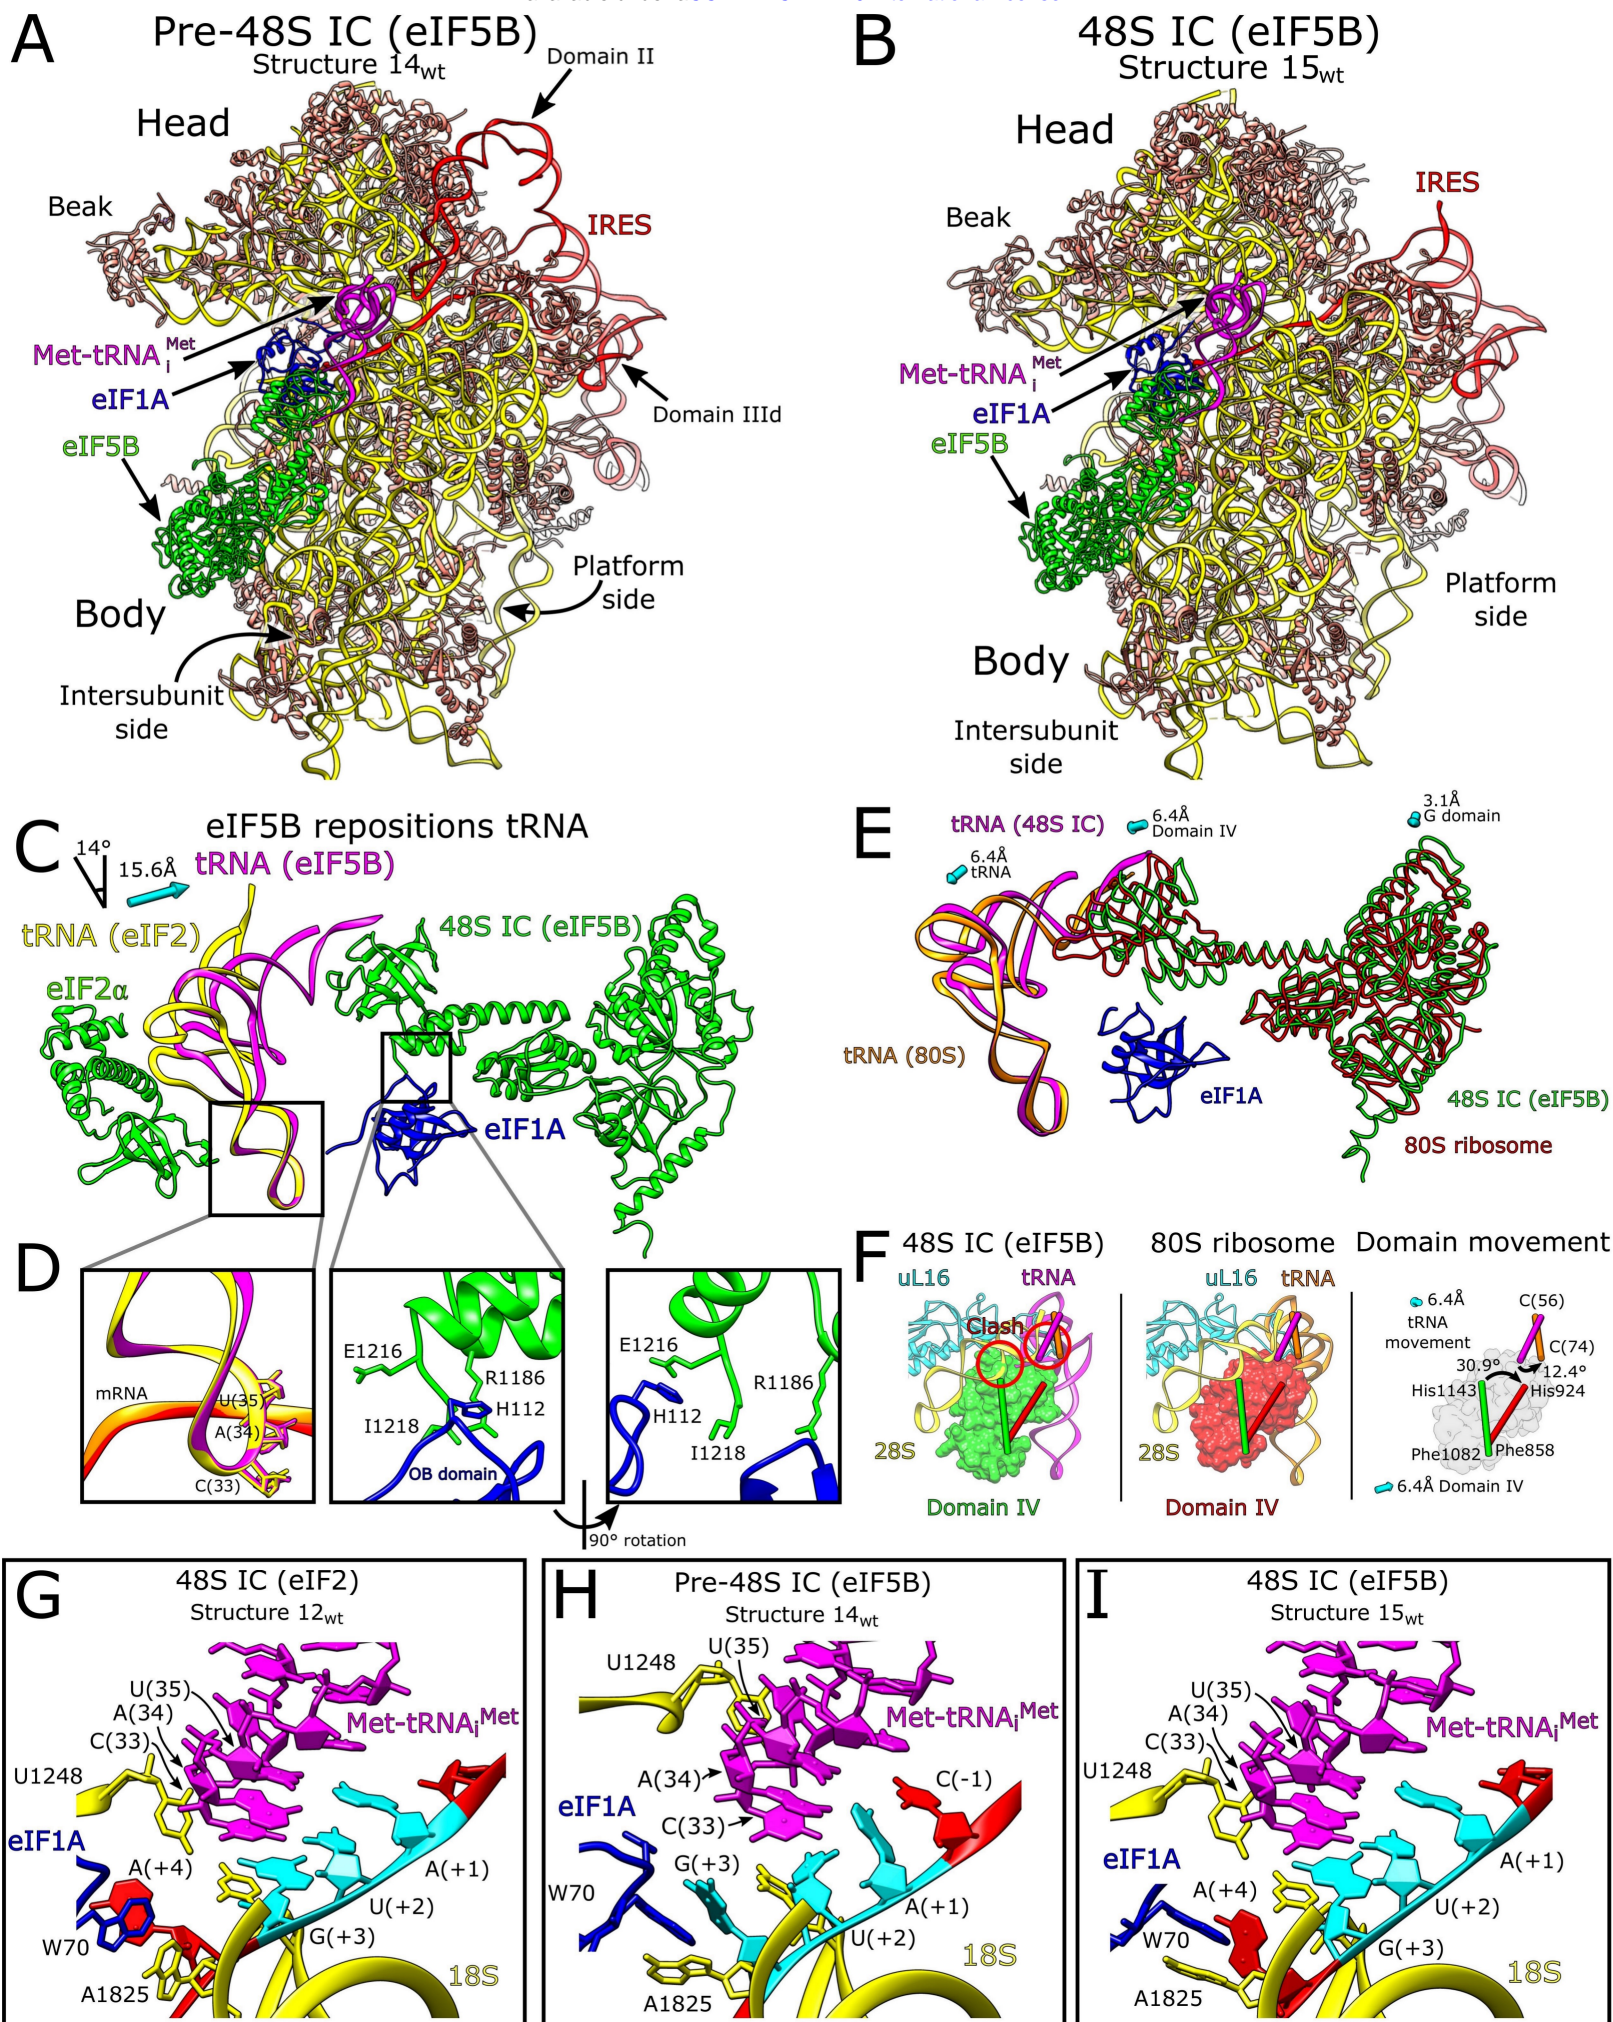 A
Pre-48S IC (eIF5B)
Structure 14wt
Domain II
Head
Beak
IRES
Met-tRNAiMet
eIF1A
eIF5B
Domain IIId
Platform
side
Body
Intersubunit
side
B
48S IC (eIF5B)
Structure 15wt
Head
IRES
Beak
Met-tRNAiMet
eIF1A
eIF5B
Platform
side
Body
Intersubunit
side
C
eIF5B repositions tRNA
14°
15.6Å
tRNA (eIF5B)
tRNA (eIF2)
48S IC (eIF5B)
eIF2α
eIF1A
D
mRNA
U(35)
A(34)
C(33)
E1216
R1186
H112
I1218
OB domain
E1216
R1186
H112
I1218
90° rotation
E
tRNA (48S IC)
6.4Å
Domain IV
3.1Å
G domain
6.4Å
tRNA
tRNA (80S)
eIF1A
48S IC (eIF5B)
80S ribosome
F
48S IC (eIF5B)
80S ribosome
Domain movement
uL16
tRNA
Clash
28S
Domain IV
uL16
tRNA
28S
Domain IV
6.4Å
tRNA
movement
C(56)
C(74)
30.9°
12.4°
His1143
His924
Phe1082
Phe858
6.4Å Domain IV
G
48S IC (eIF2)
Structure 12wt
U(35)
A(34)
C(33)
Met-tRNAiMet
U1248
eIF1A
A(+4)
A(+1)
U(+2)
G(+3)
W70
A1825
18S
H
Pre-48S IC (eIF5B)
Structure 14wt
U(35)
U1248
Met-tRNAiMet
A(34)
C(-1)
eIF1A
C(33)
G(+3)
W70
A(+1)
U(+2)
18S
A1825
I
48S IC (eIF5B)
Structure 15wt
U(35)
A(34)
C(33)
Met-tRNAiMet
U1248
eIF1A
A(+1)
A(+4)
U(+2)
W70
G(+3)
18S
A1825